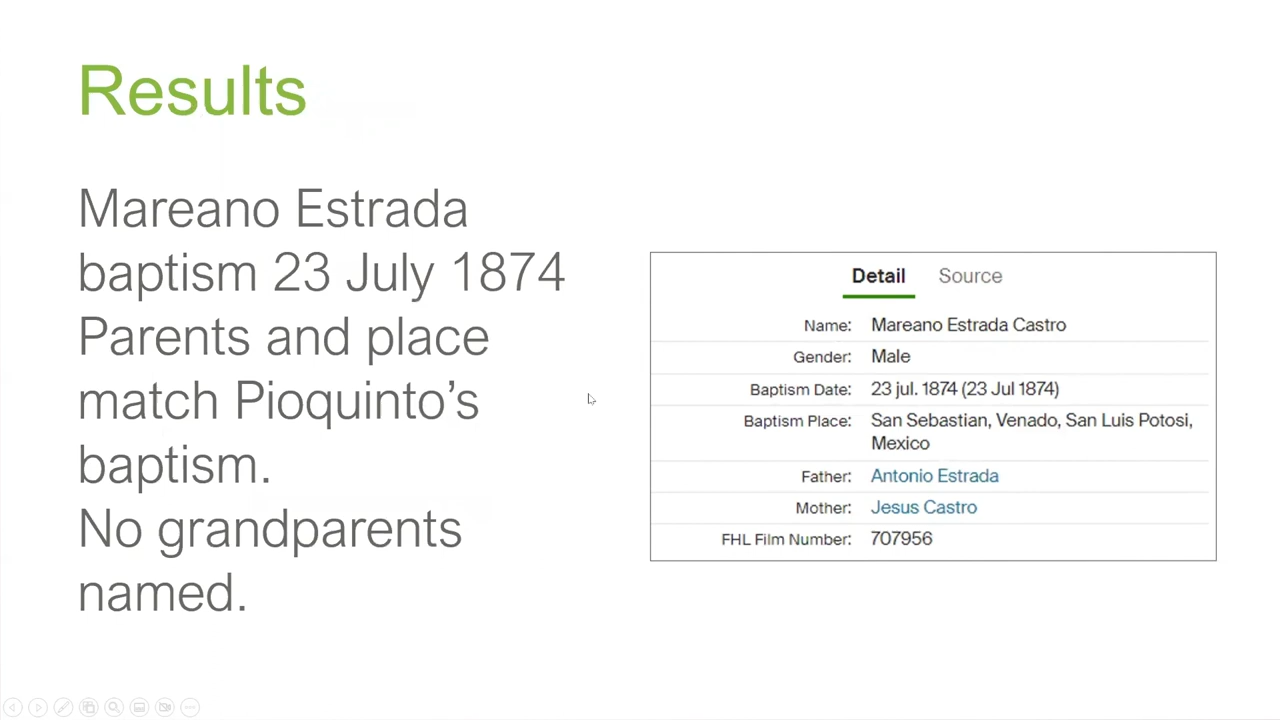 Results
Mareano Estrada
baptism 23 July 1874
Parents and place
match Pioquinto’s
baptism.
No grandparents
named.
Detail Source
Name: Mareano Estrada Castro
Gender: Male
Baptism Date: 23 jul. 1874 (23 Jul 1874)
Baptism Place: San Sebastian, Venado, San Luis Potosi,
Mexico
Father: Antonio Estrada
Mother: Jesus Castro
FHL Film Number: 707956